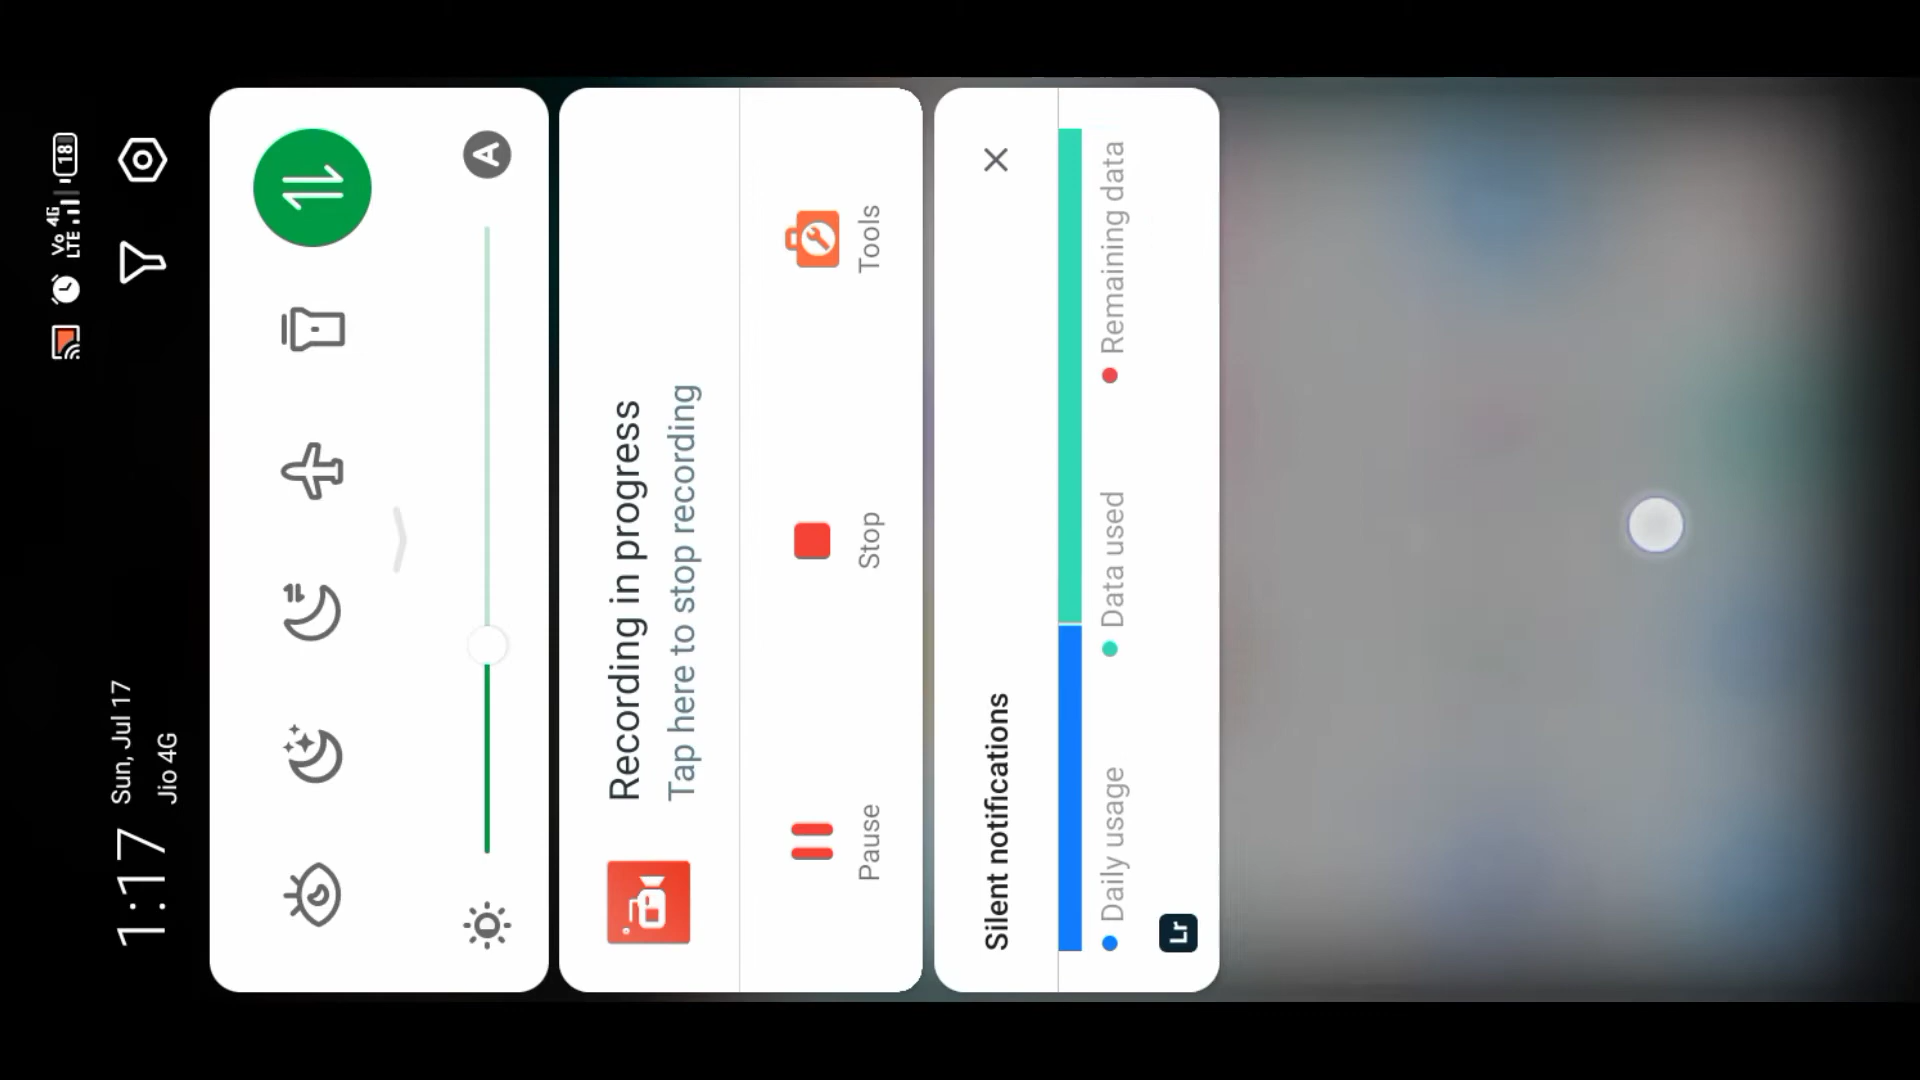 Vo 4G
LTE
18
1:17
Sun, Jul 17
Jio 4G
A
Recording in progress
Tap here to stop recording
Pause
Stop
Tools
Silent notifications
Daily usage
Data used
Remaining data
Lr